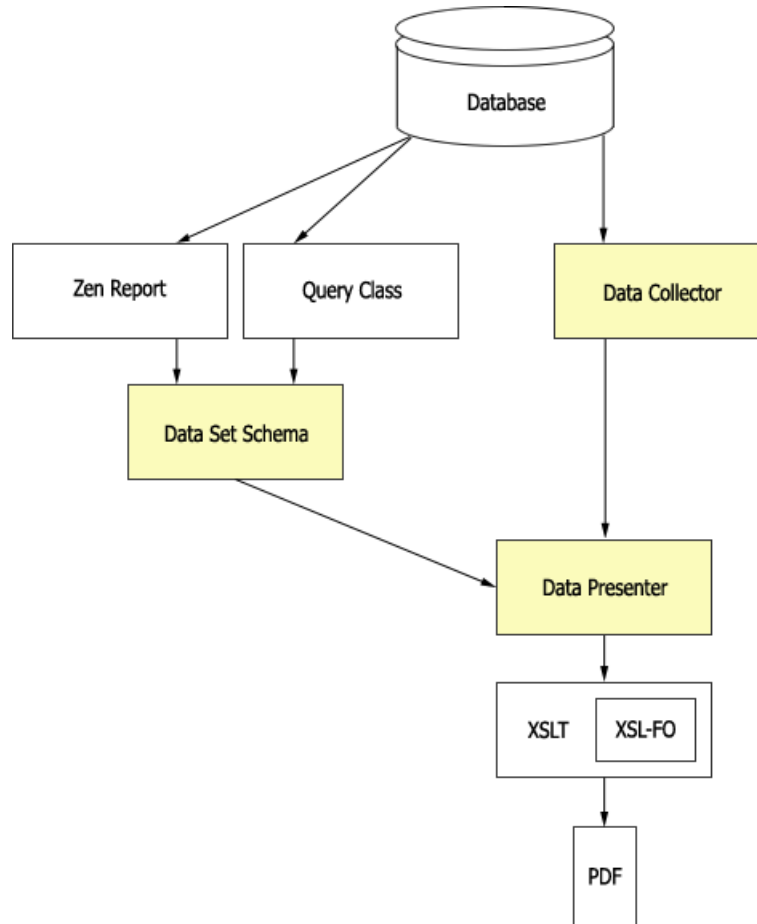 Database
Zen Report
Query Class
Data Collector
Data Set Schema
Data Presenter
XSLT
XSL-FO
PDF